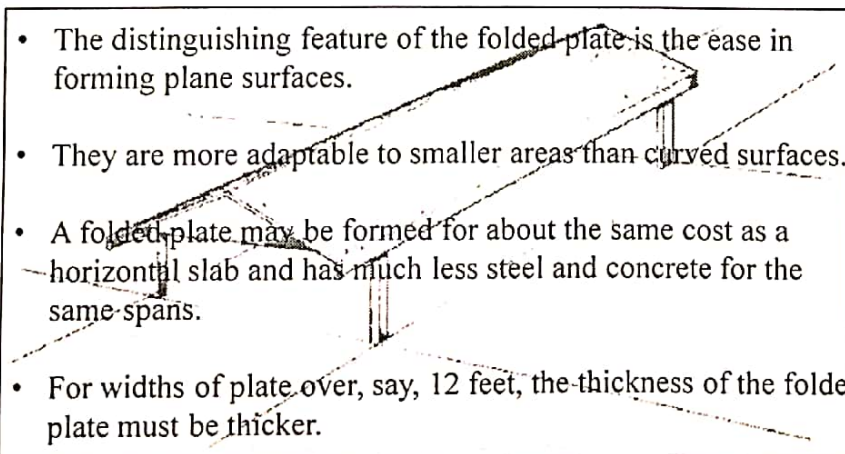 • The distinguishing feature of the folded plate is the ease in
forming plane surfaces.
• They are more adaptable to smaller areas than curved surfaces.
• A folded plate may be formed for about the same cost as a
horizontal slab and has much less steel and concrete for the
same spans.
• For widths of plate over, say, 12 feet, the thickness of the folde
plate must be thicker.